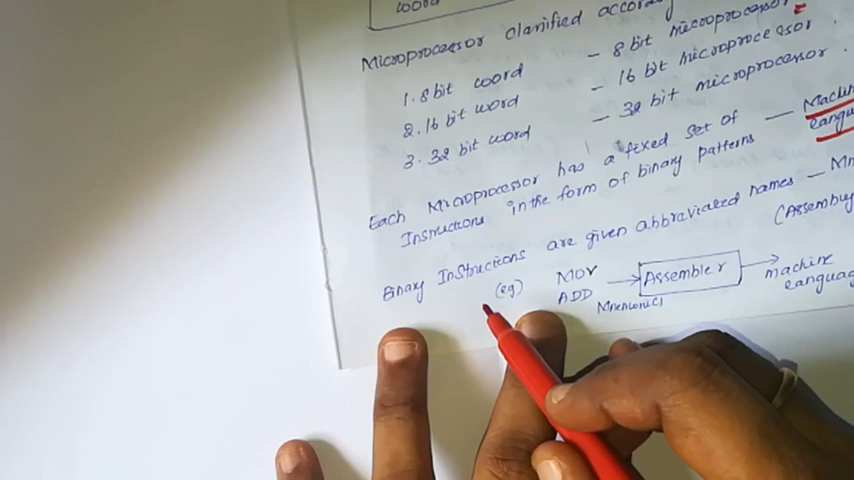 word
Microprocessor clarified accord
1. 8 bit word - 8 bit microprocessor
2. 16 bit word - 16 bit microprocessor.
3. 32 bit word - 32 bit microprocessor.
Each Microprocessor has a fixed set of — Machin
Instructions in the form of binary patterns langu
Binary Instructions are given abbreviated names — Mn
(Assembly
(eg) MOV
ADD
Mnemonics
Assembler
machine
languag